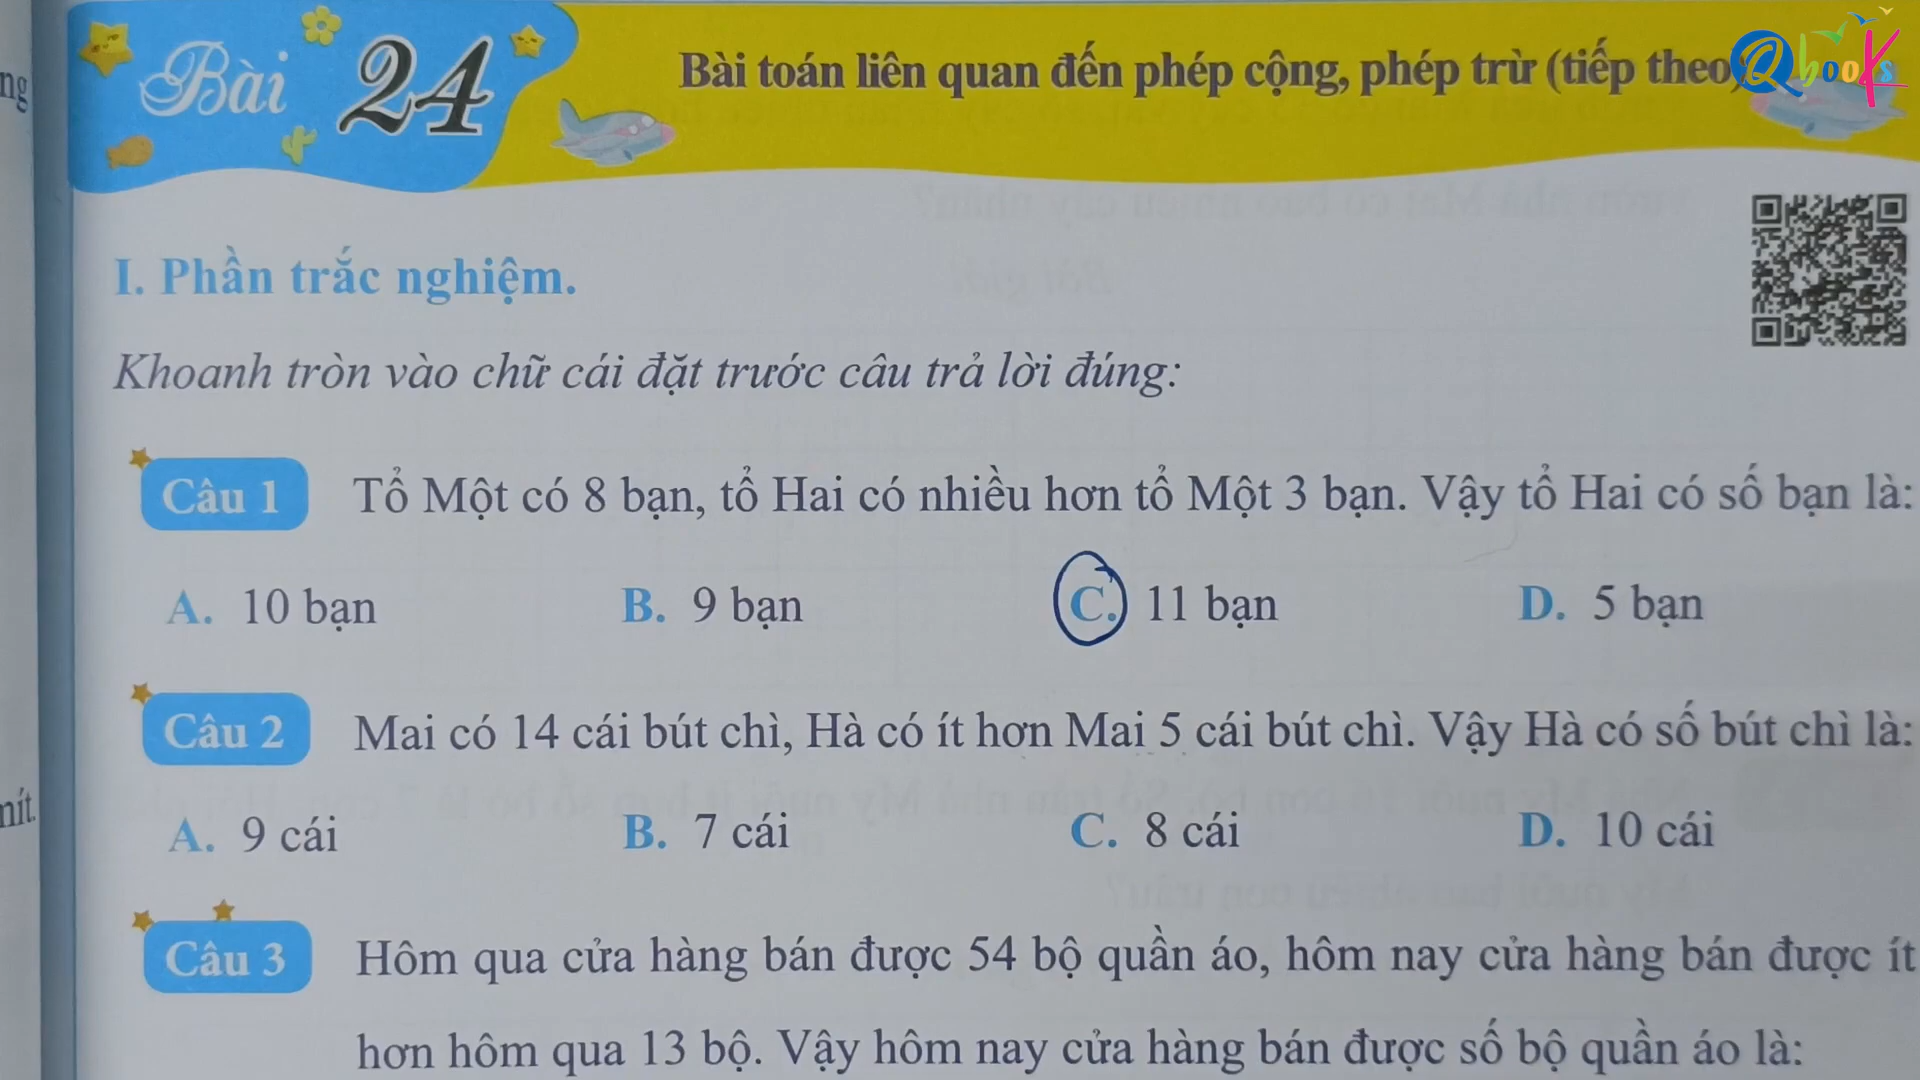 Bài 24
Bài toán liên quan đến phép cộng, phép trừ (tiếp theo)
Qbooks
ng
I. Phần trắc nghiệm.
Khoanh tròn vào chữ cái đặt trước câu trả lời đúng:
Câu 1 Tổ Một có 8 bạn, tổ Hai có nhiều hơn tổ Một 3 bạn. Vậy tổ Hai có số bạn là:
A. 10 bạn B. 9 bạn C. 11 bạn D. 5 bạn
Câu 2 Mai có 14 cái bút chì, Hà có ít hơn Mai 5 cái bút chì. Vậy Hà có số bút chì là:
mít.
A. 9 cái B. 7 cái C. 8 cái D. 10 cái
Câu 3 Hôm qua cửa hàng bán được 54 bộ quần áo, hôm nay cửa hàng bán được ít
hơn hôm qua 13 bộ. Vậy hôm nay cửa hàng bán được số bộ quần áo là: